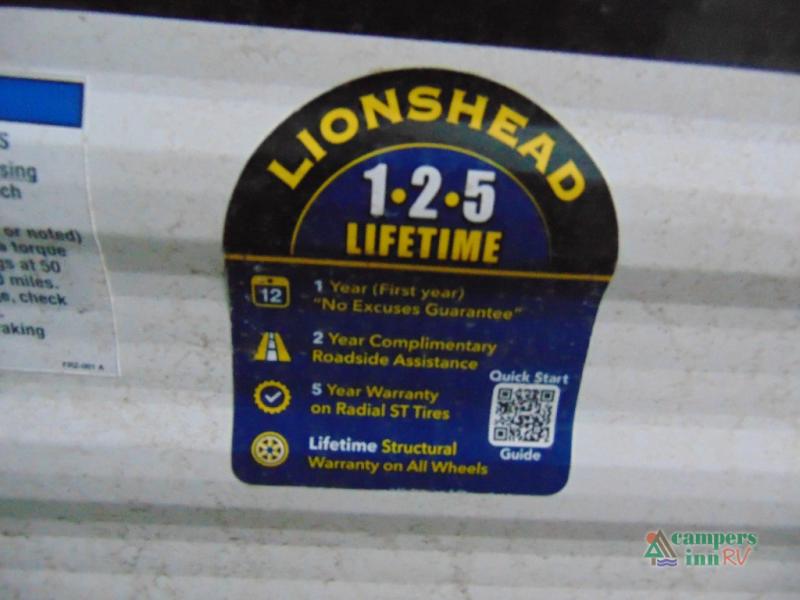 S
sing
ch
or noted)
a torque
gs at 50
miles.
e, check
aking
LIONSHEAD
1•2•5
LIFETIME
12
1 Year (First year)
"No Excuses Guarantee"
2 Year Complimentary
Roadside Assistance
5 Year Warranty
on Radial ST Tires
Lifetime Structural
Warranty on All Wheels
Quick Start
Guide
campers
inn RV